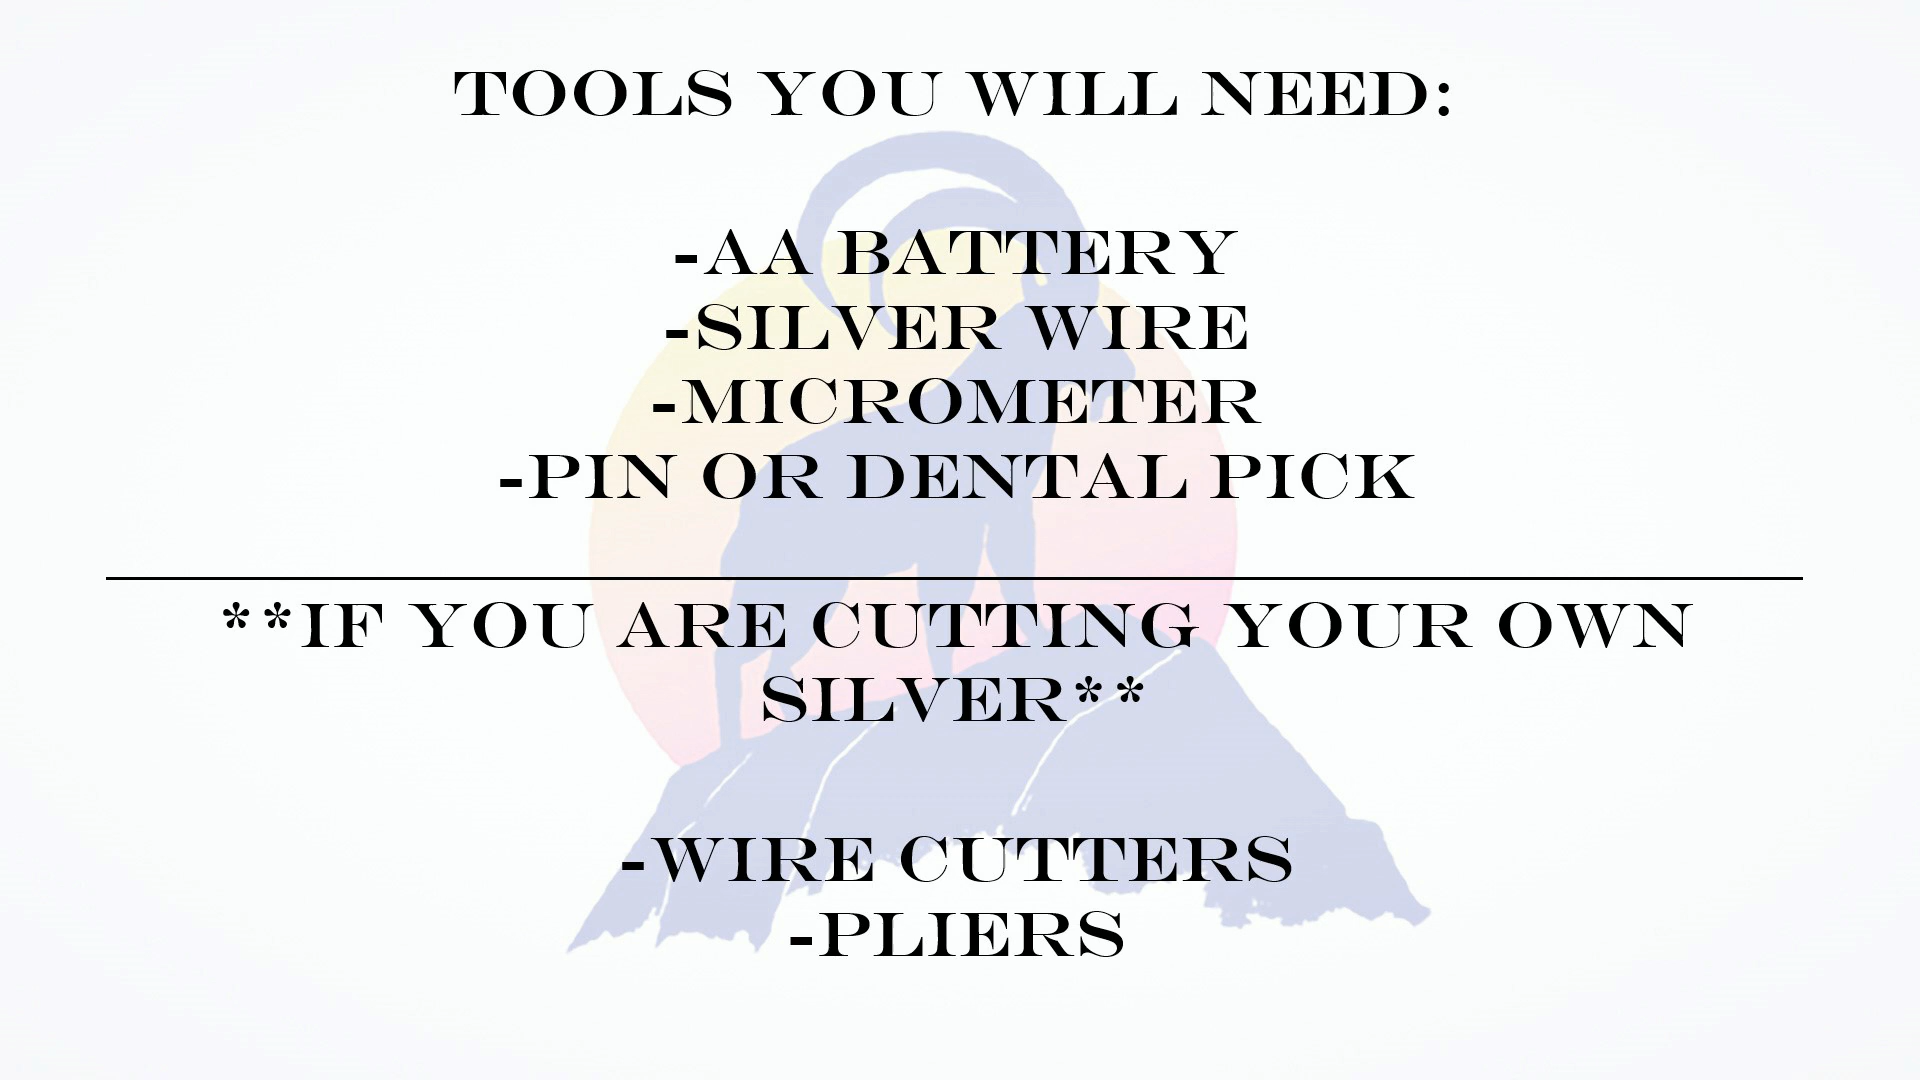 TOOLS YOU WILL NEED:
-AA BATTERY
-SILVER WIRE
-MICROMETER
-PIN OR DENTAL PICK
**IF YOU ARE CUTTING YOUR OWN
SILVER**
-WIRE CUTTERS
-PLIERS